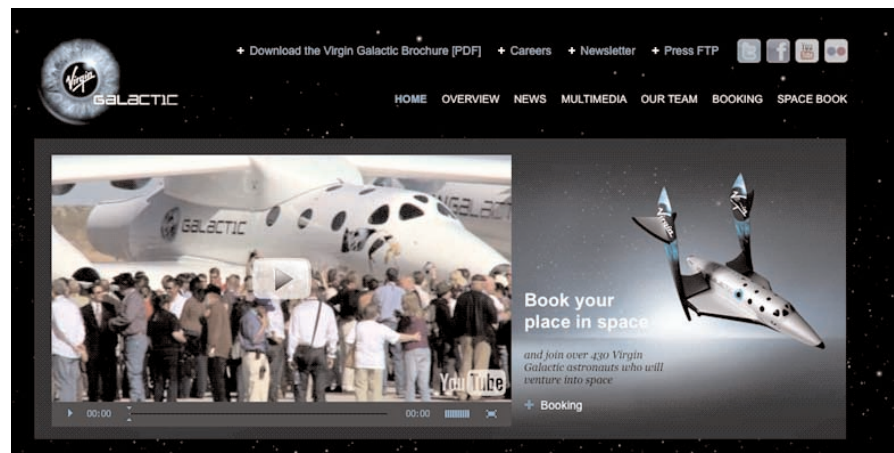 + Download the Virgin Galactic Brochure [PDF] + Careers + Newsletter + Press FTP
Virgin
GALACTIC
HOME OVERVIEW NEWS MULTIMEDIA OUR TEAM BOOKING SPACE BOOK
GALACTIC
GALACTIC
Book your
place in space
and join over 430 Virgin
Galactic astronauts who will
venture into space
+ Booking
YouTube
00:00 00:00